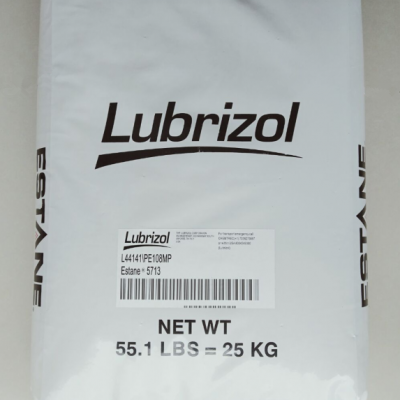 Lubrizol
ESTANE
ESTANE
Lubrizol
L44141\PE108MP
Estane® 5713
NET WT
55.1 LBS = 25 KG